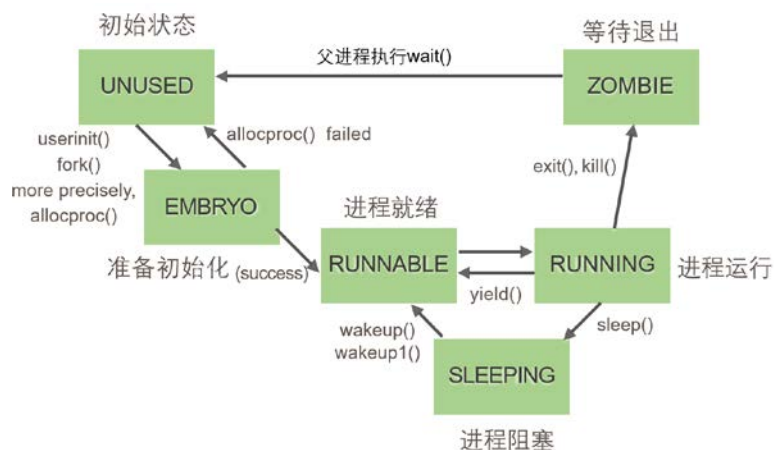 初始状态
等待退出
父进程执行wait()
UNUSED
ZOMBIE
userinit()
allocproc() failed
fork()
more precisely,
allocproc()
exit(), kill()
EMBRYO
进程就绪
准备初始化 (success)
RUNNABLE
RUNNING
进程运行
yield()
wakeup()
wakeup1()
sleep()
SLEEPING
进程阻塞